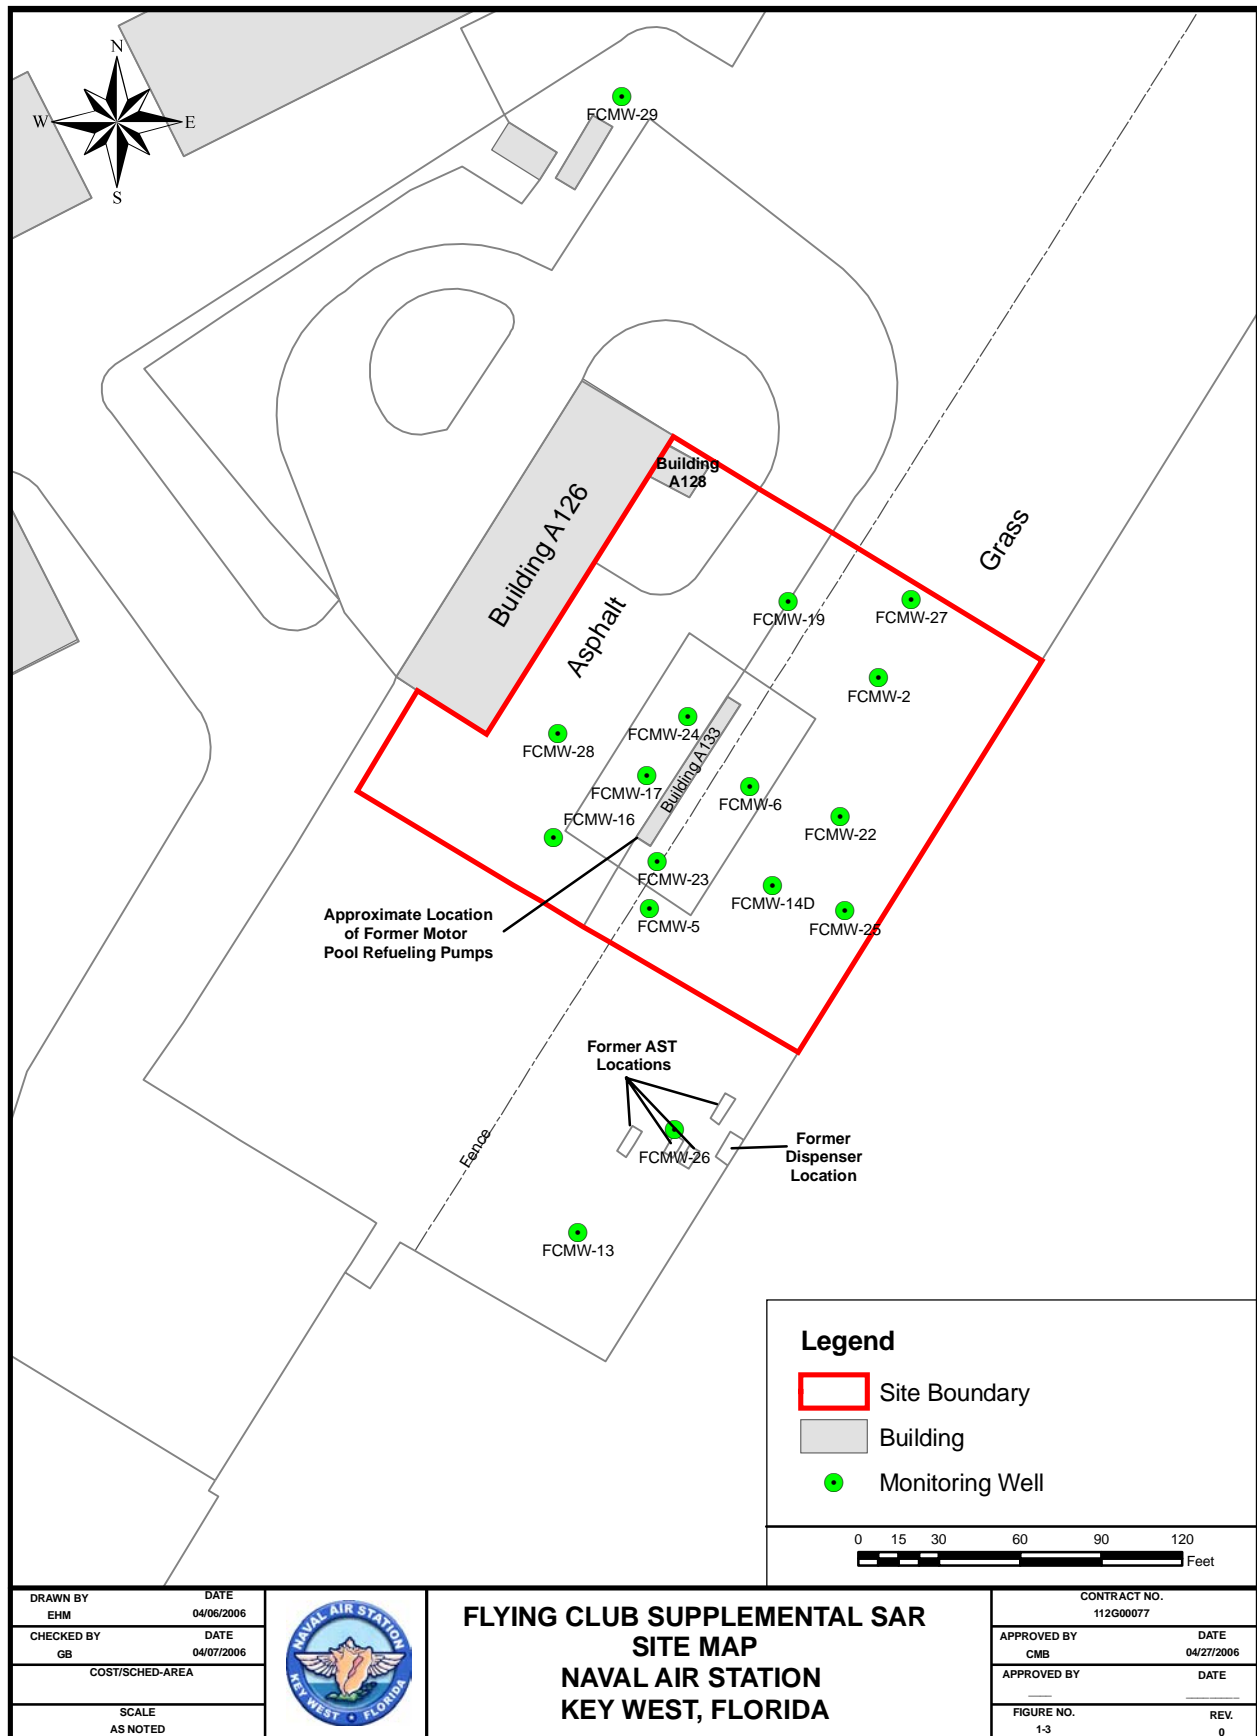 N
W
E
S
FCMW-29
Building
A128
Building A126
Grass
Asphalt
FCMW-19
FCMW-27
FCMW-2
FCMW-24
FCMW-28
Building A133
FCMW-17
FCMW-6
FCMW-16
FCMW-22
FCMW-23
FCMW-14D
FCMW-5
FCMW-25
Approximate Location
of Former Motor
Pool Refueling Pumps
Former AST
Locations
Fence
FCMW-26
Former
Dispenser
Location
FCMW-13
Legend
Site Boundary
Building
Monitoring Well
0 15 30 60 90 120
Feet
DRAWN BY DATE
EHM 04/06/2006
CHECKED BY DATE
GB 04/07/2006
COST/SCHED-AREA
SCALE
AS NOTED
NAVAL AIR STATION
KEY WEST FLORIDA
FLYING CLUB SUPPLEMENTAL SAR
SITE MAP
NAVAL AIR STATION
KEY WEST, FLORIDA
CONTRACT NO.
112G00077
APPROVED BY DATE
CMB 04/27/2006
APPROVED BY DATE
FIGURE NO. REV.
1-3 0